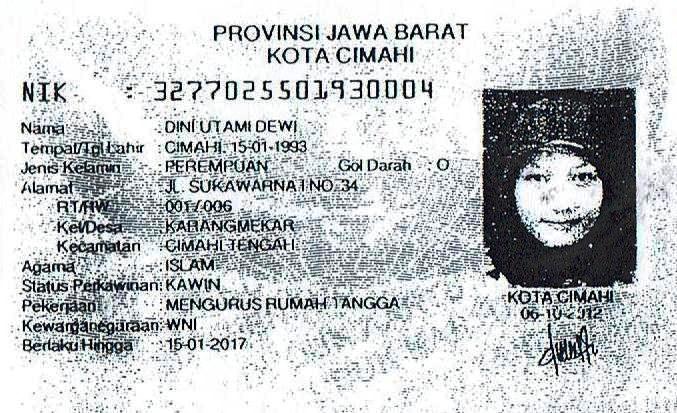 PROVINSI JAWA BARAT
KOTA CIMAHI
NIK : 3277025501930004
Nama : DINI UTAMI DEWI
Tempat/Tgl Lahir : CIMAHI, 15-01-1993
Jenis Kelamin : PEREMPUAN Gol Darah : O
Alamat : JL. SUKAWARNA I NO. 34
RT/RW : 001/006
Kel/Desa : KARANGMEKAR
Kecamatan : CIMAHI TENGAH
Agama : ISLAM
Status Perkawinan: KAWIN
Pekerjaan : MENGURUS RUMAH TANGGA
Kewarganegaraan: WNI
Berlaku Hingga : 15-01-2017
KOTA CIMAHI
06-10-2012